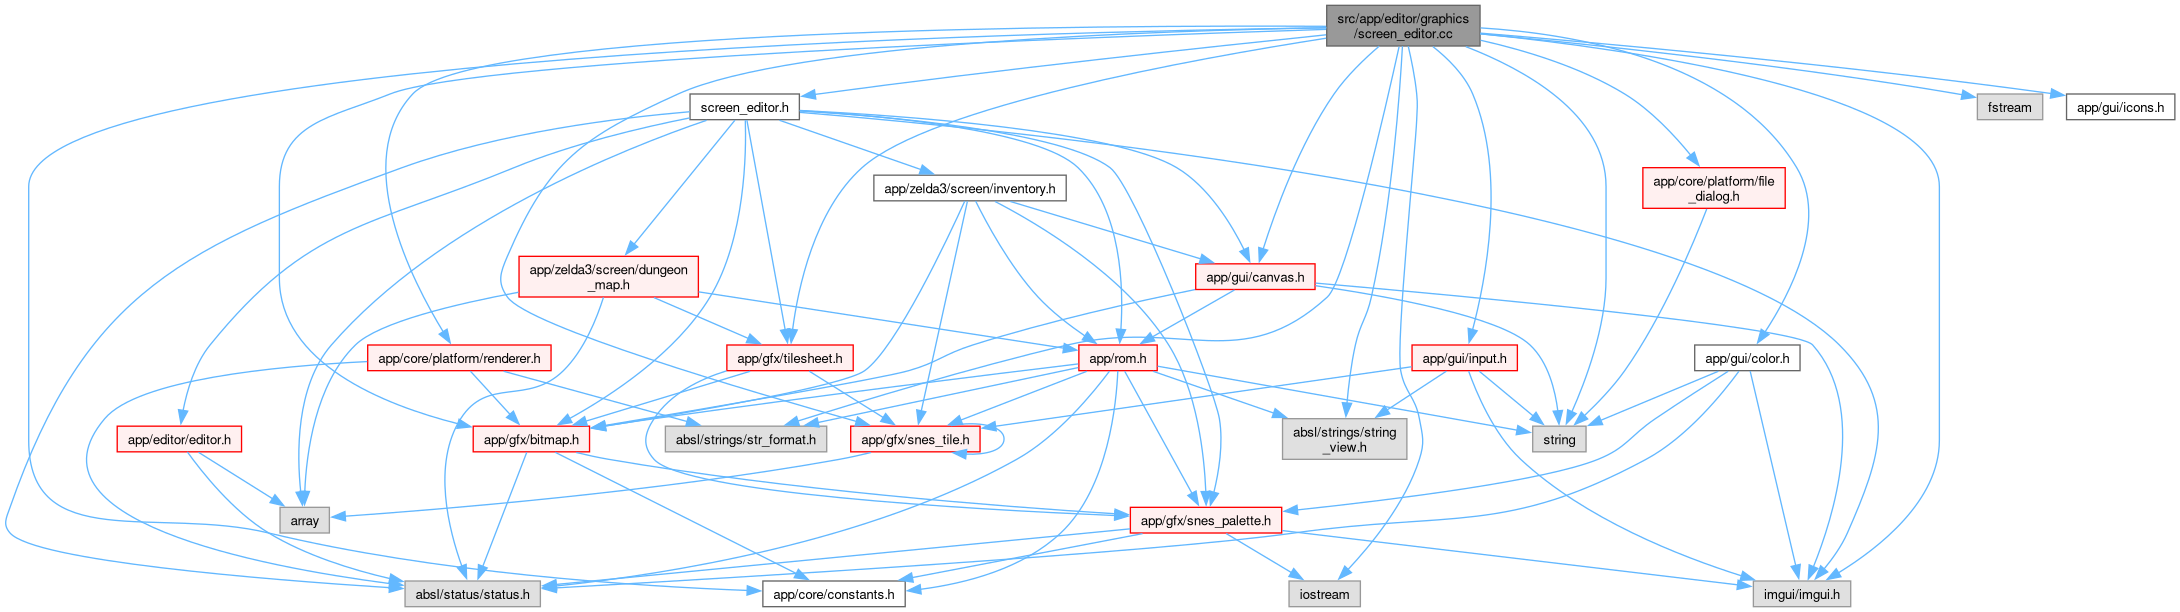 src/app/editor/graphics
/screen_editor.cc
screen_editor.h
fstream
app/gui/icons.h
app/zelda3/screen/inventory.h
app/core/platform/file
_dialog.h
app/zelda3/screen/dungeon
_map.h
app/gui/canvas.h
app/core/platform/renderer.h
app/gfx/tilesheet.h
app/rom.h
app/gui/input.h
app/gui/color.h
app/editor/editor.h
app/gfx/bitmap.h
absl/strings/str_format.h
app/gfx/snes_tile.h
absl/strings/string
_view.h
string
array
app/gfx/snes_palette.h
absl/status/status.h
app/core/constants.h
iostream
imgui/imgui.h